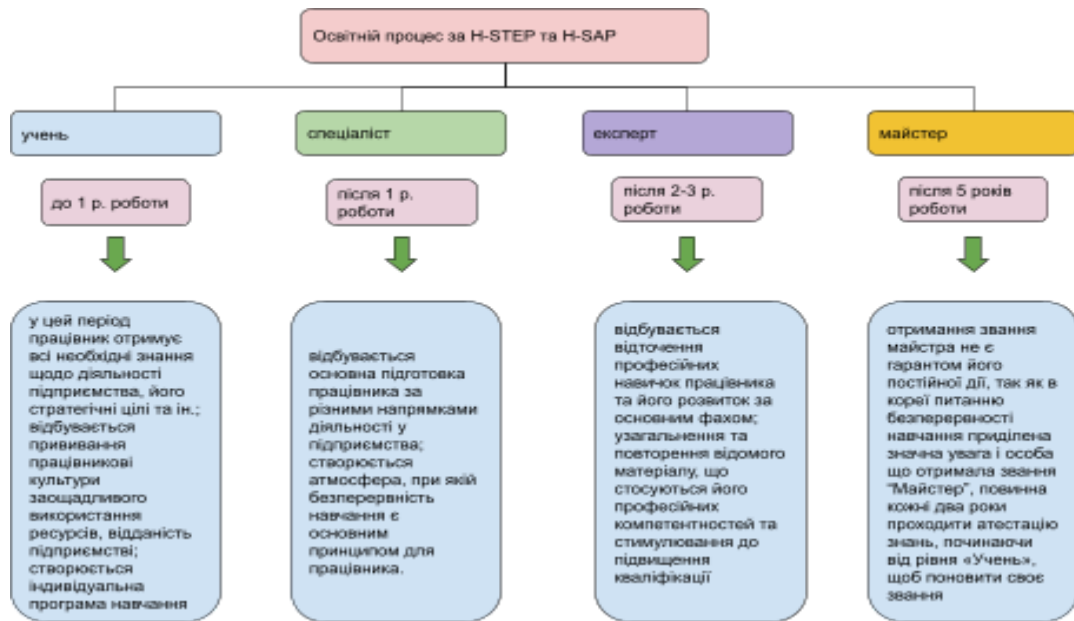 Освітній процес за H-STEP та H-SAP
учень
спеціаліст
експерт
майстер
до 1 р. роботи
після 1 р.
роботи
після 2-3 р.
роботи
після 5 років
роботи
у цей період
працівник отримує
всі необхідні знання
щодо діяльності
підприємства, його
стратегічні цілі та ін.;
відбувається
прививання
працівникові
культури
заощадливого
використання
ресурсів, відданість
підприємстві;
створюється
індивідуальна
програма навчання
відбувається
основна підготовка
працівника за
різними напрямками
діяльності у
підприємства;
створюється
атмосфера, при якій
безперервність
навчання є
основним
принципом для
працівника.
відбувається
відточення
професійних
навичок працівника
та його розвиток за
основним фахом;
узагальнення та
повторення відомого
матеріалу, що
стосуються його
професійних
компетентностей та
стимулювання до
підвищення
кваліфікації
отримання звання
майстра не є
гарантом його
постійної дії, так як в
кореї питанню
безперервності
навчання приділена
значна увага і особа
що отримала звання
“Майстер”, повинна
кожні два роки
проходити атестацію
знань, починаючи
від рівня «Учень»,
щоб поновити своє
звання